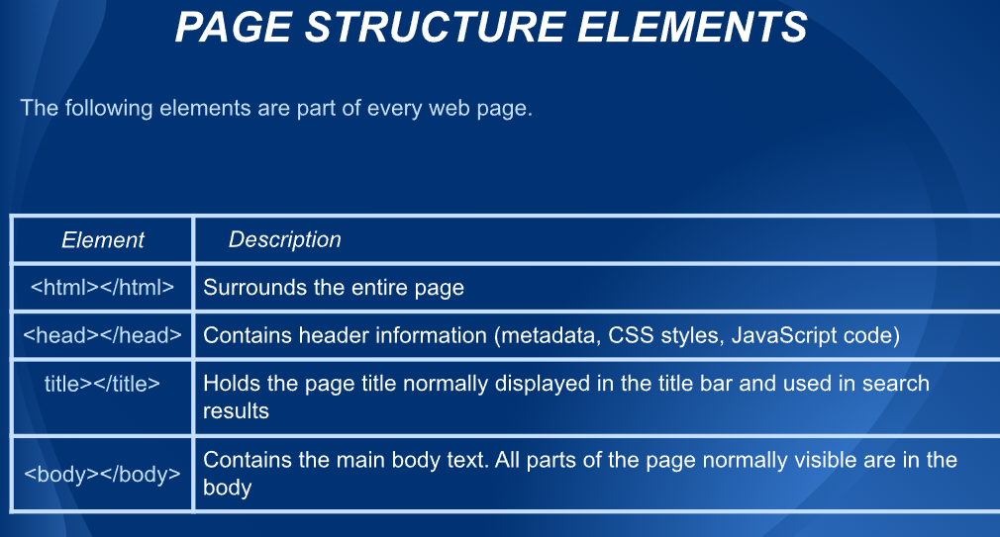 PAGE STRUCTURE ELEMENTS
The following elements are part of every web page.
Element Description
<html></html> Surrounds the entire page
<head></head> Contains header information (metadata, CSS styles, JavaScript code)
title></title> Holds the page title normally displayed in the title bar and used in search
results
<body></body> Contains the main body text. All parts of the page normally visible are in the
body